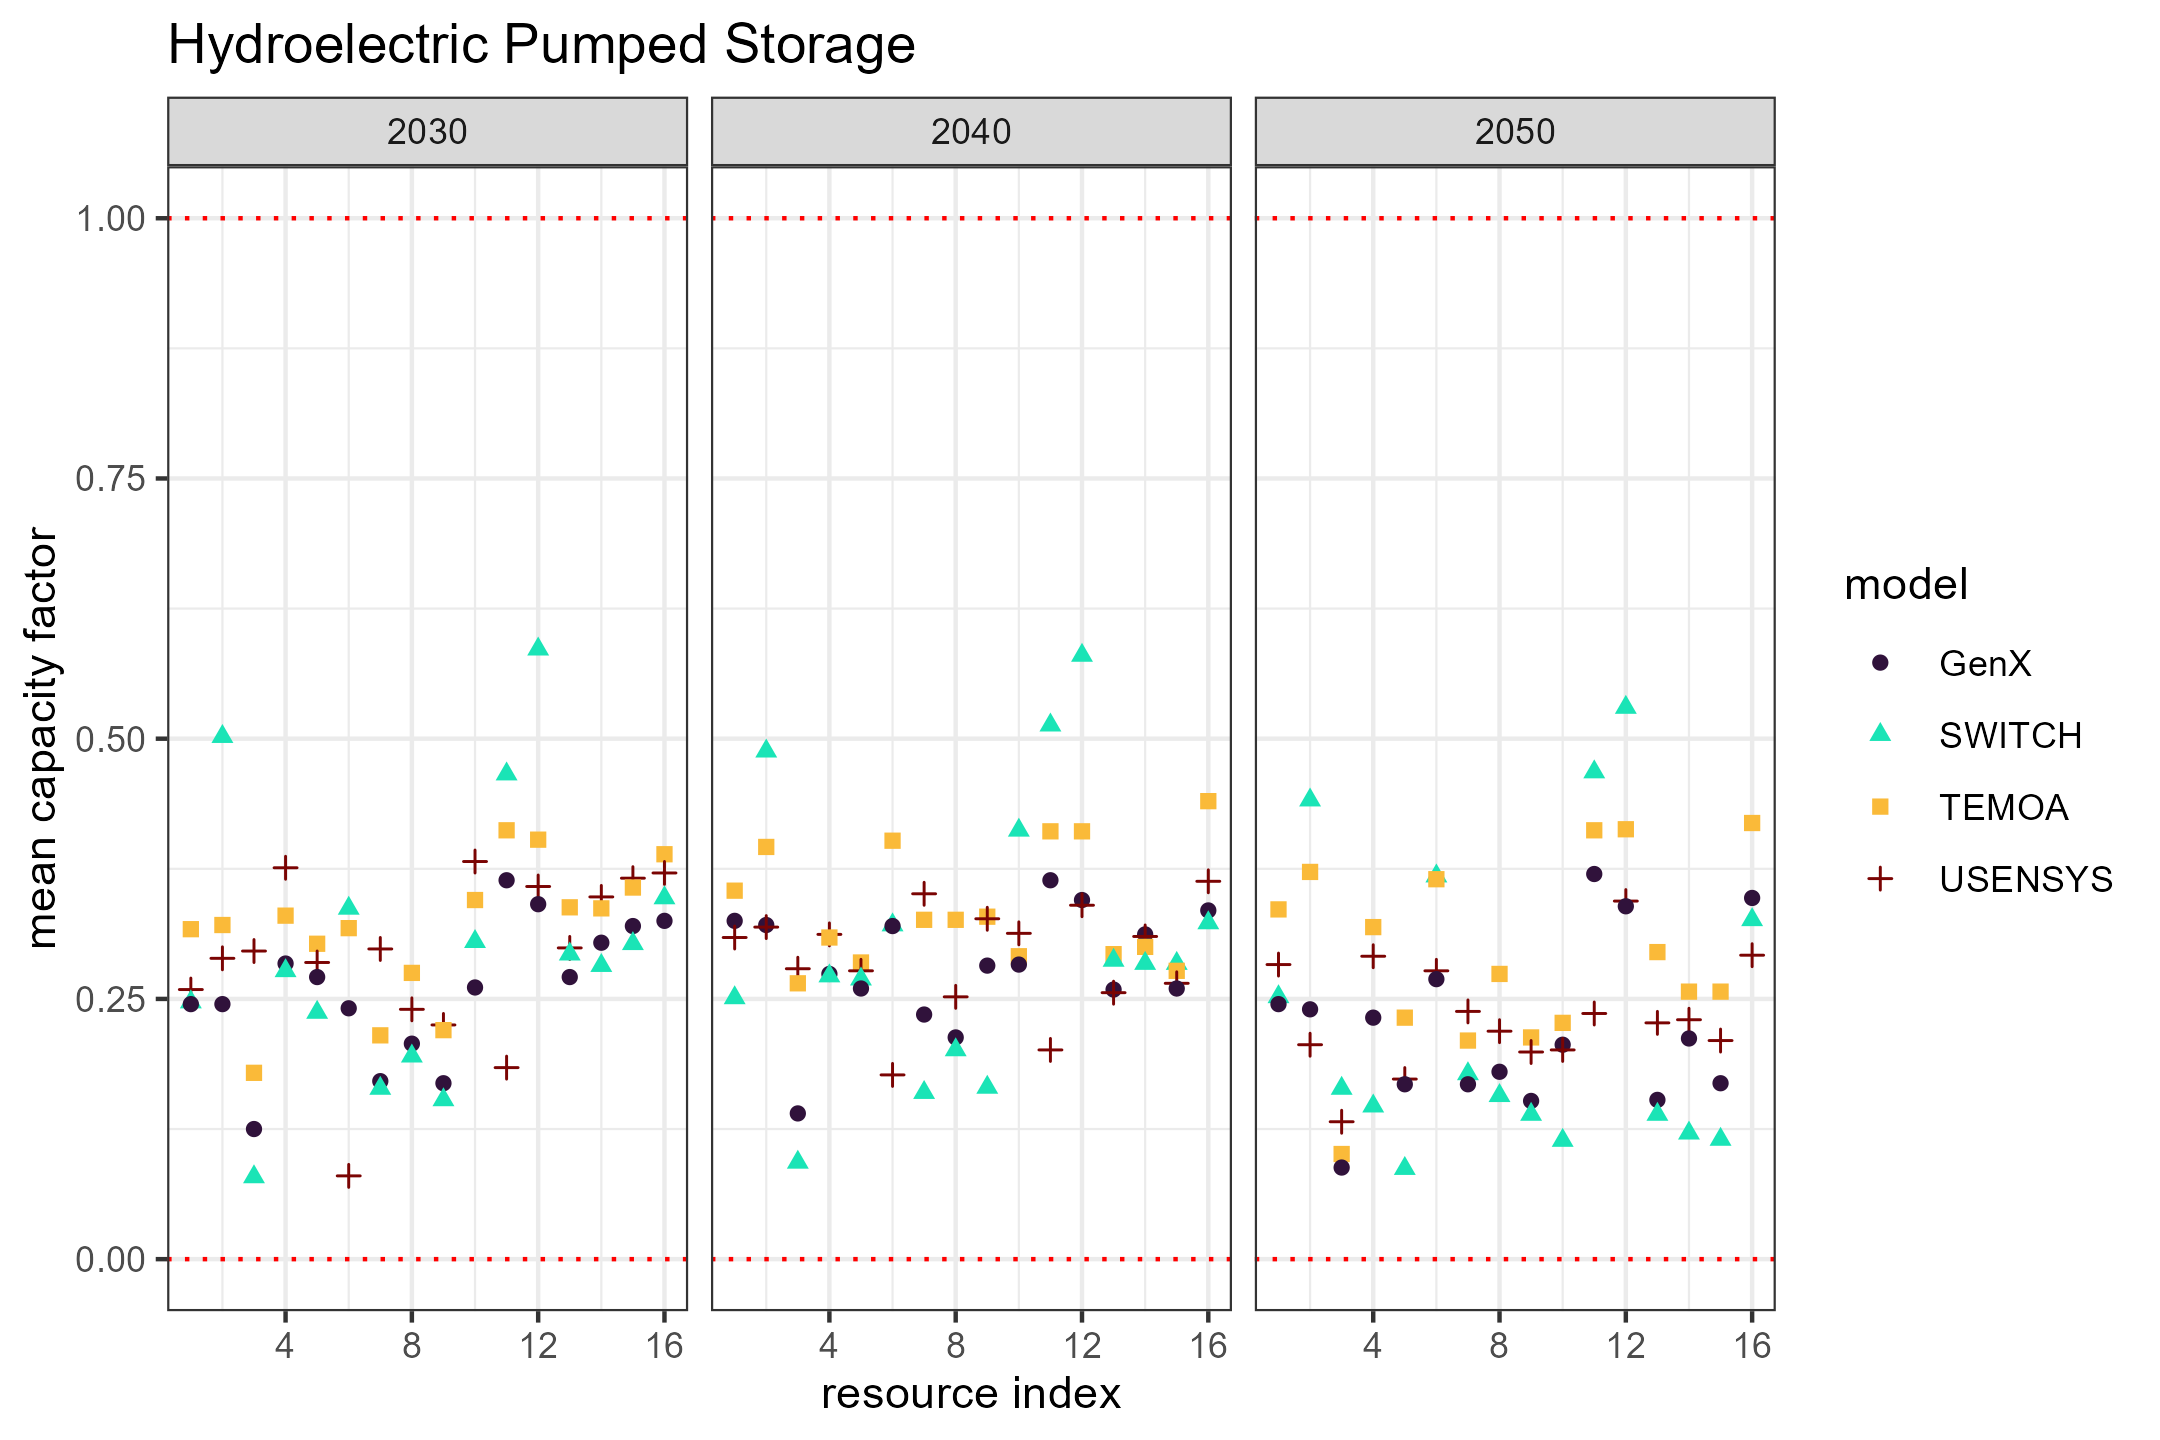 Hydroelectric Pumped Storage
2030
2040
2050
1.00
0.75
0.50
0.25
0.00
mean capacity factor
4 8 12 16
4 8 12 16
4 8 12 16
resource index
model
GenX
SWITCH
TEMOA
USENSYS